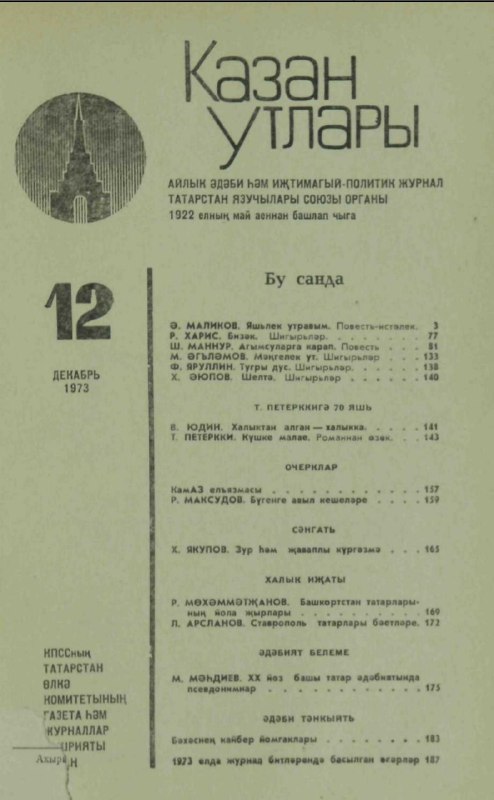 Казан
утлары
АЙЛЫК ӘДӘБИ ҺӘМ ИҖТИМАГЫЙ-ПОЛИТИК ЖУРНАЛ
ТАТАРСТАН ЯЗУЧЫЛАРЫ СОЮЗЫ ОРГАНЫ
1922 елның май аеннан башлап чыга
12
ДЕКАБРЬ
1973
Бу санда
Ә. МАЛИКОВ. Яшьлек утравым. Повесть-истәлек. 3
Р. ХАРИС. Бизәк. Шигырьләр. . . . . . . . 77
Ш. МАННУР. Агымсуларга карап. Повесть . . . 81
М. ӘГЪЛӘМОВ. Мәңгелек ут. Шигырьләр . . . 133
Ф. ЯРУЛЛИН. Тугры дус. Шигырьләр. . . . . 138
Х. ӘЮПОВ. Шелтә. Шигырьләр . . . . . . 140
Т. ПЕТЕРККИГӘ 70 ЯШЬ
В. ЮДИН. Халыктан алган — халыкка. . . . . 141
Т. ПЕТЕРККИ. Күшке малае. Романнан өзек. . . . 143
ОЧЕРКЛАР
КамАЗ елъязмасы . . . . . . . . . . . 157
Р. МАКСУДОВ. Бүгенге авыл кешеләре . . . . 159
СӘНГАТЬ
Х. ЯКУПОВ. Зур һәм җаваплы күргәзмә . . . 165
ХАЛЫК ИҖАТЫ
Р. МӨХӘММӘТҖАНОВ. Башкортстан татарлары-
ның йола җырлары . . . . . . . . . 169
Л. АРСЛАНОВ. Ставрополь татарлары бәетләре. 172
ӘДӘБИЯТ БЕЛЕМЕ
М. МӘҺДИЕВ. XX йөз башы татар әдәбиятында
псевдонимнар . . . . . . . . . . . 175
ӘДӘБИ ТӘНКЫЙТЬ
Бәхәснең кайбер йомгаклары . . . . . . . . 183
1973 елда журнал битләрендә басылган әсәрләр 187
КПССның
ТАТАРСТАН
ӨЛКӘ
КОМИТЕТЫНЫҢ
ГАЗЕТА ҺӘМ
ЖУРНАЛЛАР